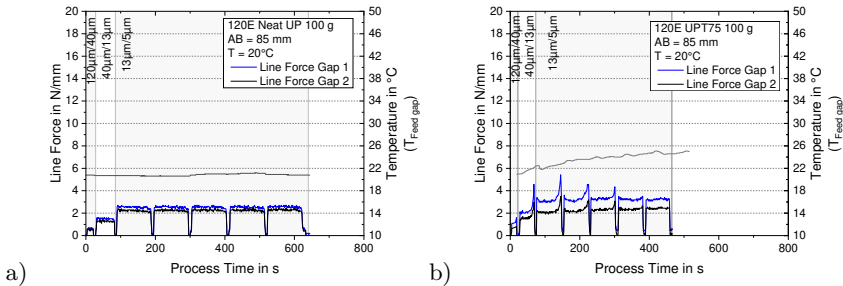 a)
Line Force in N/mm
20
18
16
14
12
10
8
6
4
2
0
120µm/40µm
40µm/13µm
13µm/5µm
120E Neat UP 100 g
AB = 85 mm
T = 20°C
Line Force Gap 1
Line Force Gap 2
50
46
42
38
34
30
26
22
18
14
10
Temperature in °C
(T Feed gap)
0 200 400 600 800
Process Time in s
b)
Line Force in N/mm
20
18
16
14
12
10
8
6
4
2
0
120µm/40µm
40µm/13µm
13µm/5µm
120E UPT75 100 g
AB = 85 mm
T = 20°C
Line Force Gap 1
Line Force Gap 2
50
46
42
38
34
30
26
22
18
14
10
Temperature in °C
(T Feed gap)
0 100 200 300 400 500 600 700 800
Process Time in s